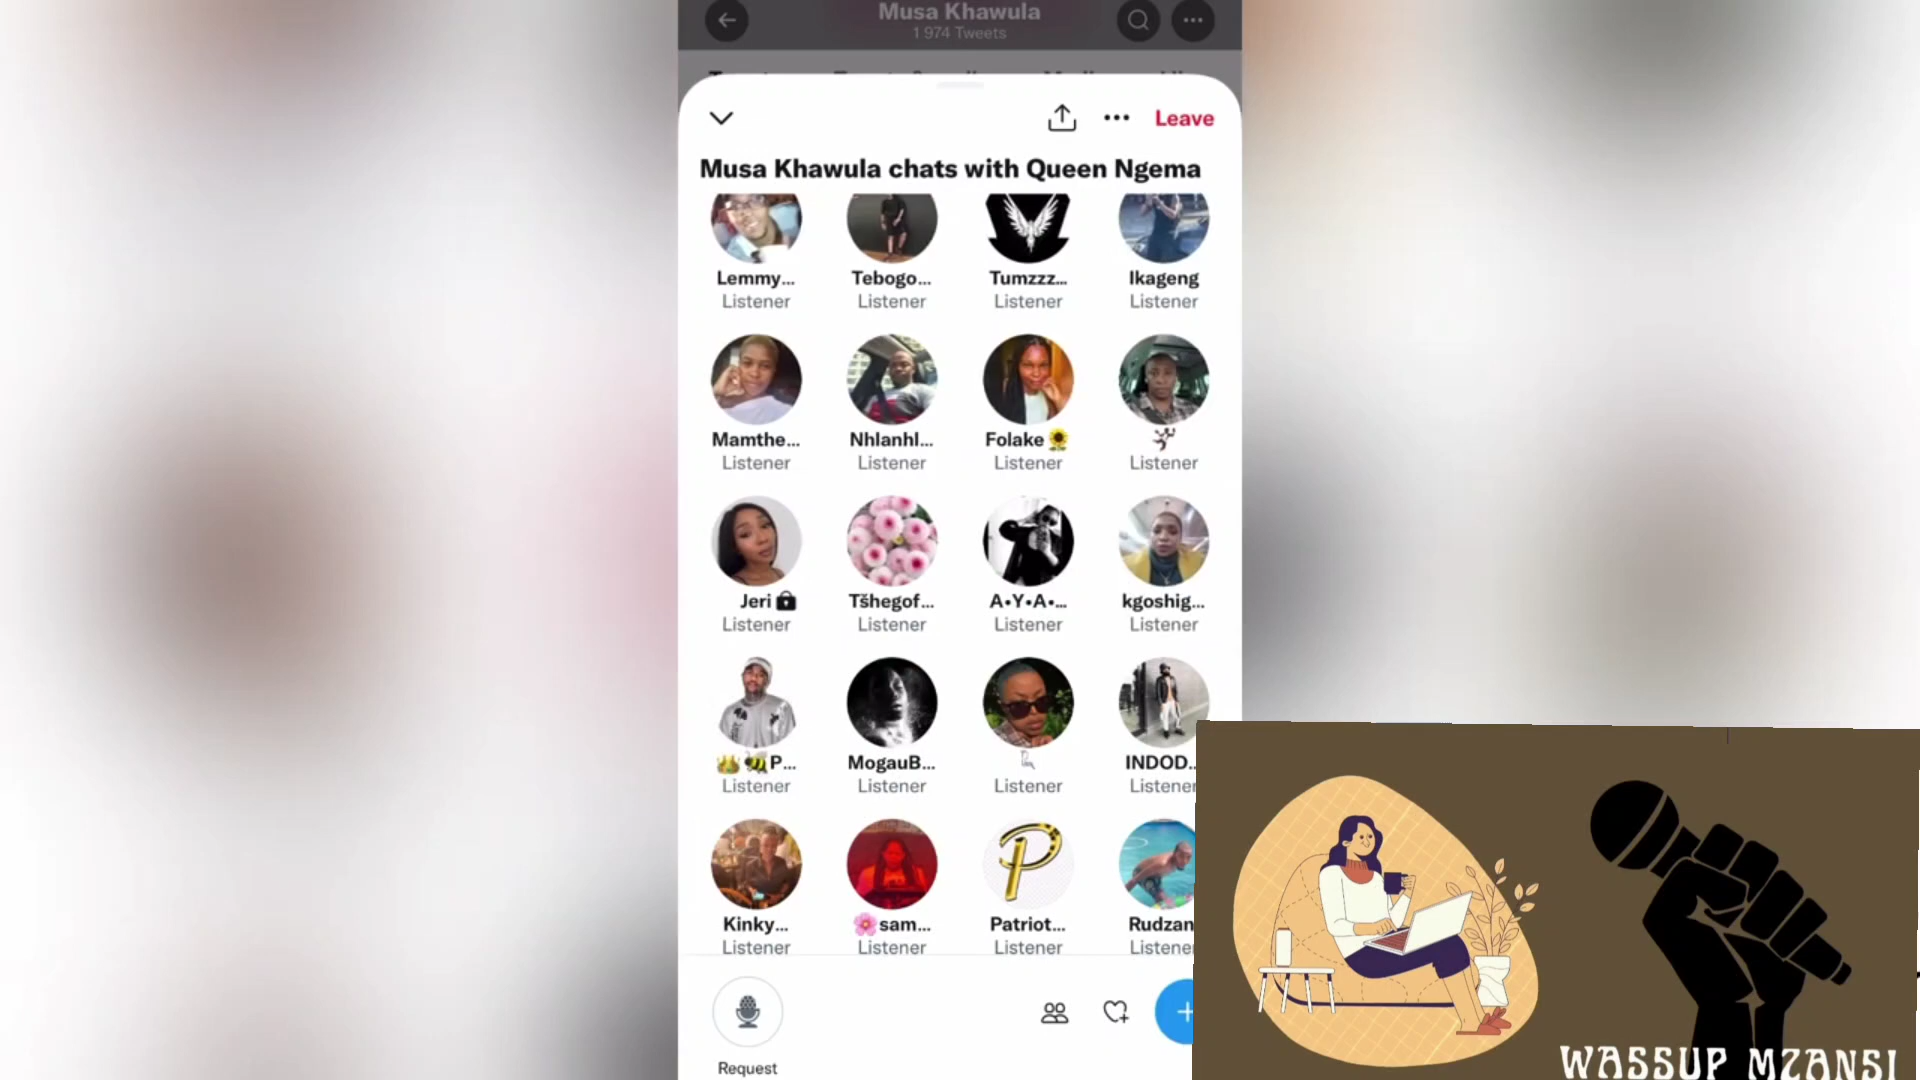 Musa Khawula
1 974 Tweets
Leave
Musa Khawula chats with Queen Ngema
Lemmy... Tebogo... Tumzzz... Ikageng
Listener Listener Listener Listener
Mamthe... Nhlanhl... Folake🌻
Listener Listener Listener Listener
Jeri Tšhegof... A•Y•A•... kgoshig...
Listener Listener Listener Listener
👑🐝P... MogauB... INDOD...
Listener Listener Listener Listener
Kinky... 🌸sam... Patriot... Rudzan
Listener Listener Listener Listener
Request
WASSUP MZANSI